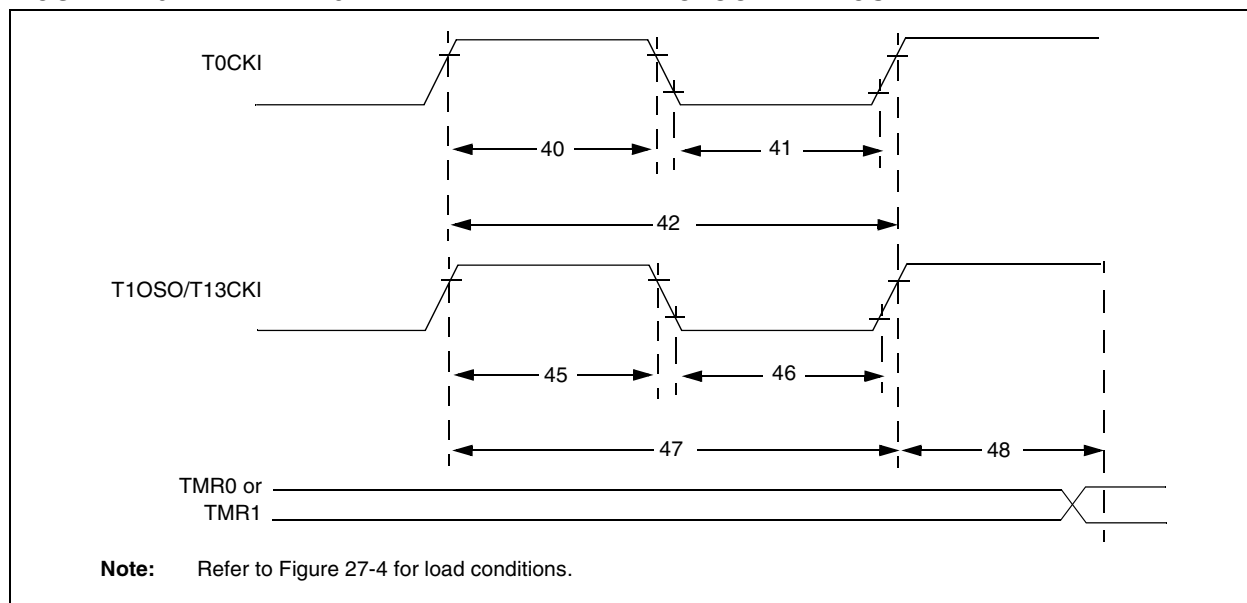 T0CKI
40
41
42
T1OSO/T13CKI
45
46
47
48
TMR0 or
TMR1
Note: Refer to Figure 27-4 for load conditions.